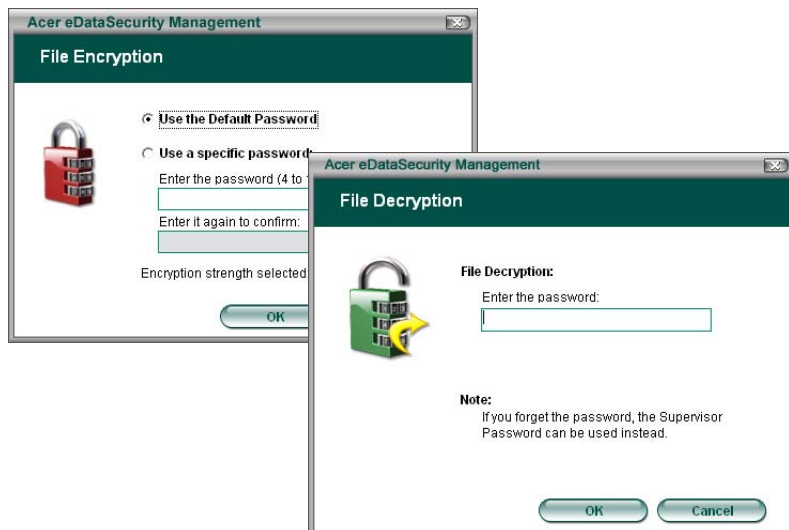 Acer eDataSecurity Management
File Encryption
Use the Default Password
Use a specific password:
Enter the password (4 to
Enter it again to confirm:
Encryption strength selected
OK
Acer eDataSecurity Management
File Decryption
File Decryption:
Enter the password:
Note:
If you forget the password, the Supervisor
Password can be used instead.
OK
Cancel